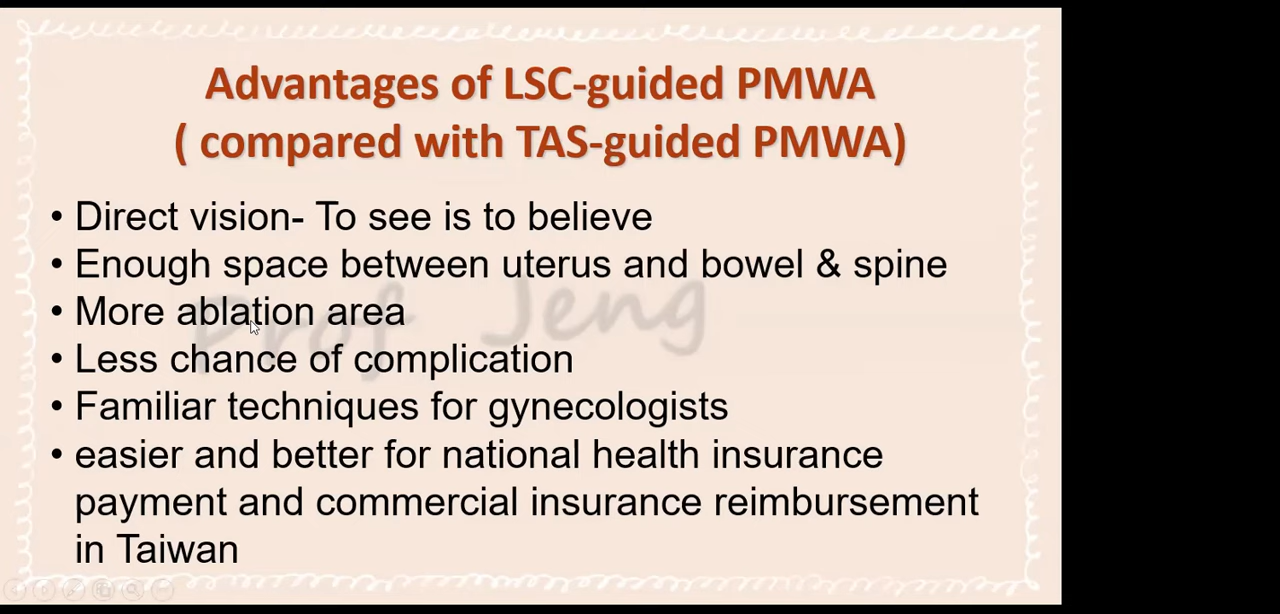 Advantages of LSC-guided PMWA
( compared with TAS-guided PMWA)
• Direct vision- To see is to believe
• Enough space between uterus and bowel & spine
• More ablation area
• Less chance of complication
• Familiar techniques for gynecologists
• easier and better for national health insurance
payment and commercial insurance reimbursement
in Taiwan
Prof Jeng